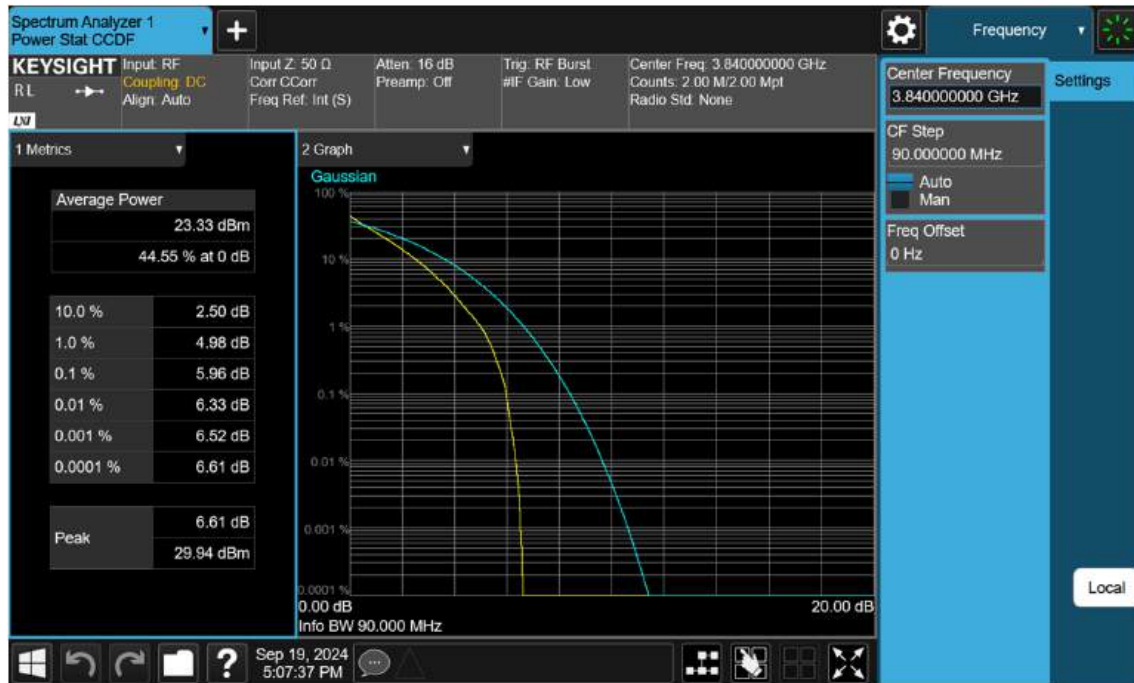 Spectrum Analyzer 1
Power Stat CCDF
Frequency
KEYSIGHT
RL
LXI
Input: RF
Coupling: DC
Align: Auto
Input Z: 50 Ω
Corr CCorr
Freq Ref: Int (S)
Atten: 16 dB
Preamp: Off
Trig: RF Burst
#IF Gain: Low
Center Freq: 3.840000000 GHz
Counts: 2.00 M/2.00 Mpt
Radio Std: None
Center Frequency
3.840000000 GHz
Settings
CF Step
90.000000 MHz
Auto
Man
Freq Offset
0 Hz
Local
1 Metrics
Average Power
23.33 dBm
44.55 % at 0 dB
10.0 % 2.50 dB
1.0 % 4.98 dB
0.1 % 5.96 dB
0.01 % 6.33 dB
0.001 % 6.52 dB
0.0001 % 6.61 dB
Peak
6.61 dB
29.94 dBm
2 Graph
Gaussian
100 %
10 %
1 %
0.1 %
0.01 %
0.001 %
0.0001 %
0.00 dB 20.00 dB
Info BW 90.000 MHz
?
Sep 19, 2024
5:07:37 PM